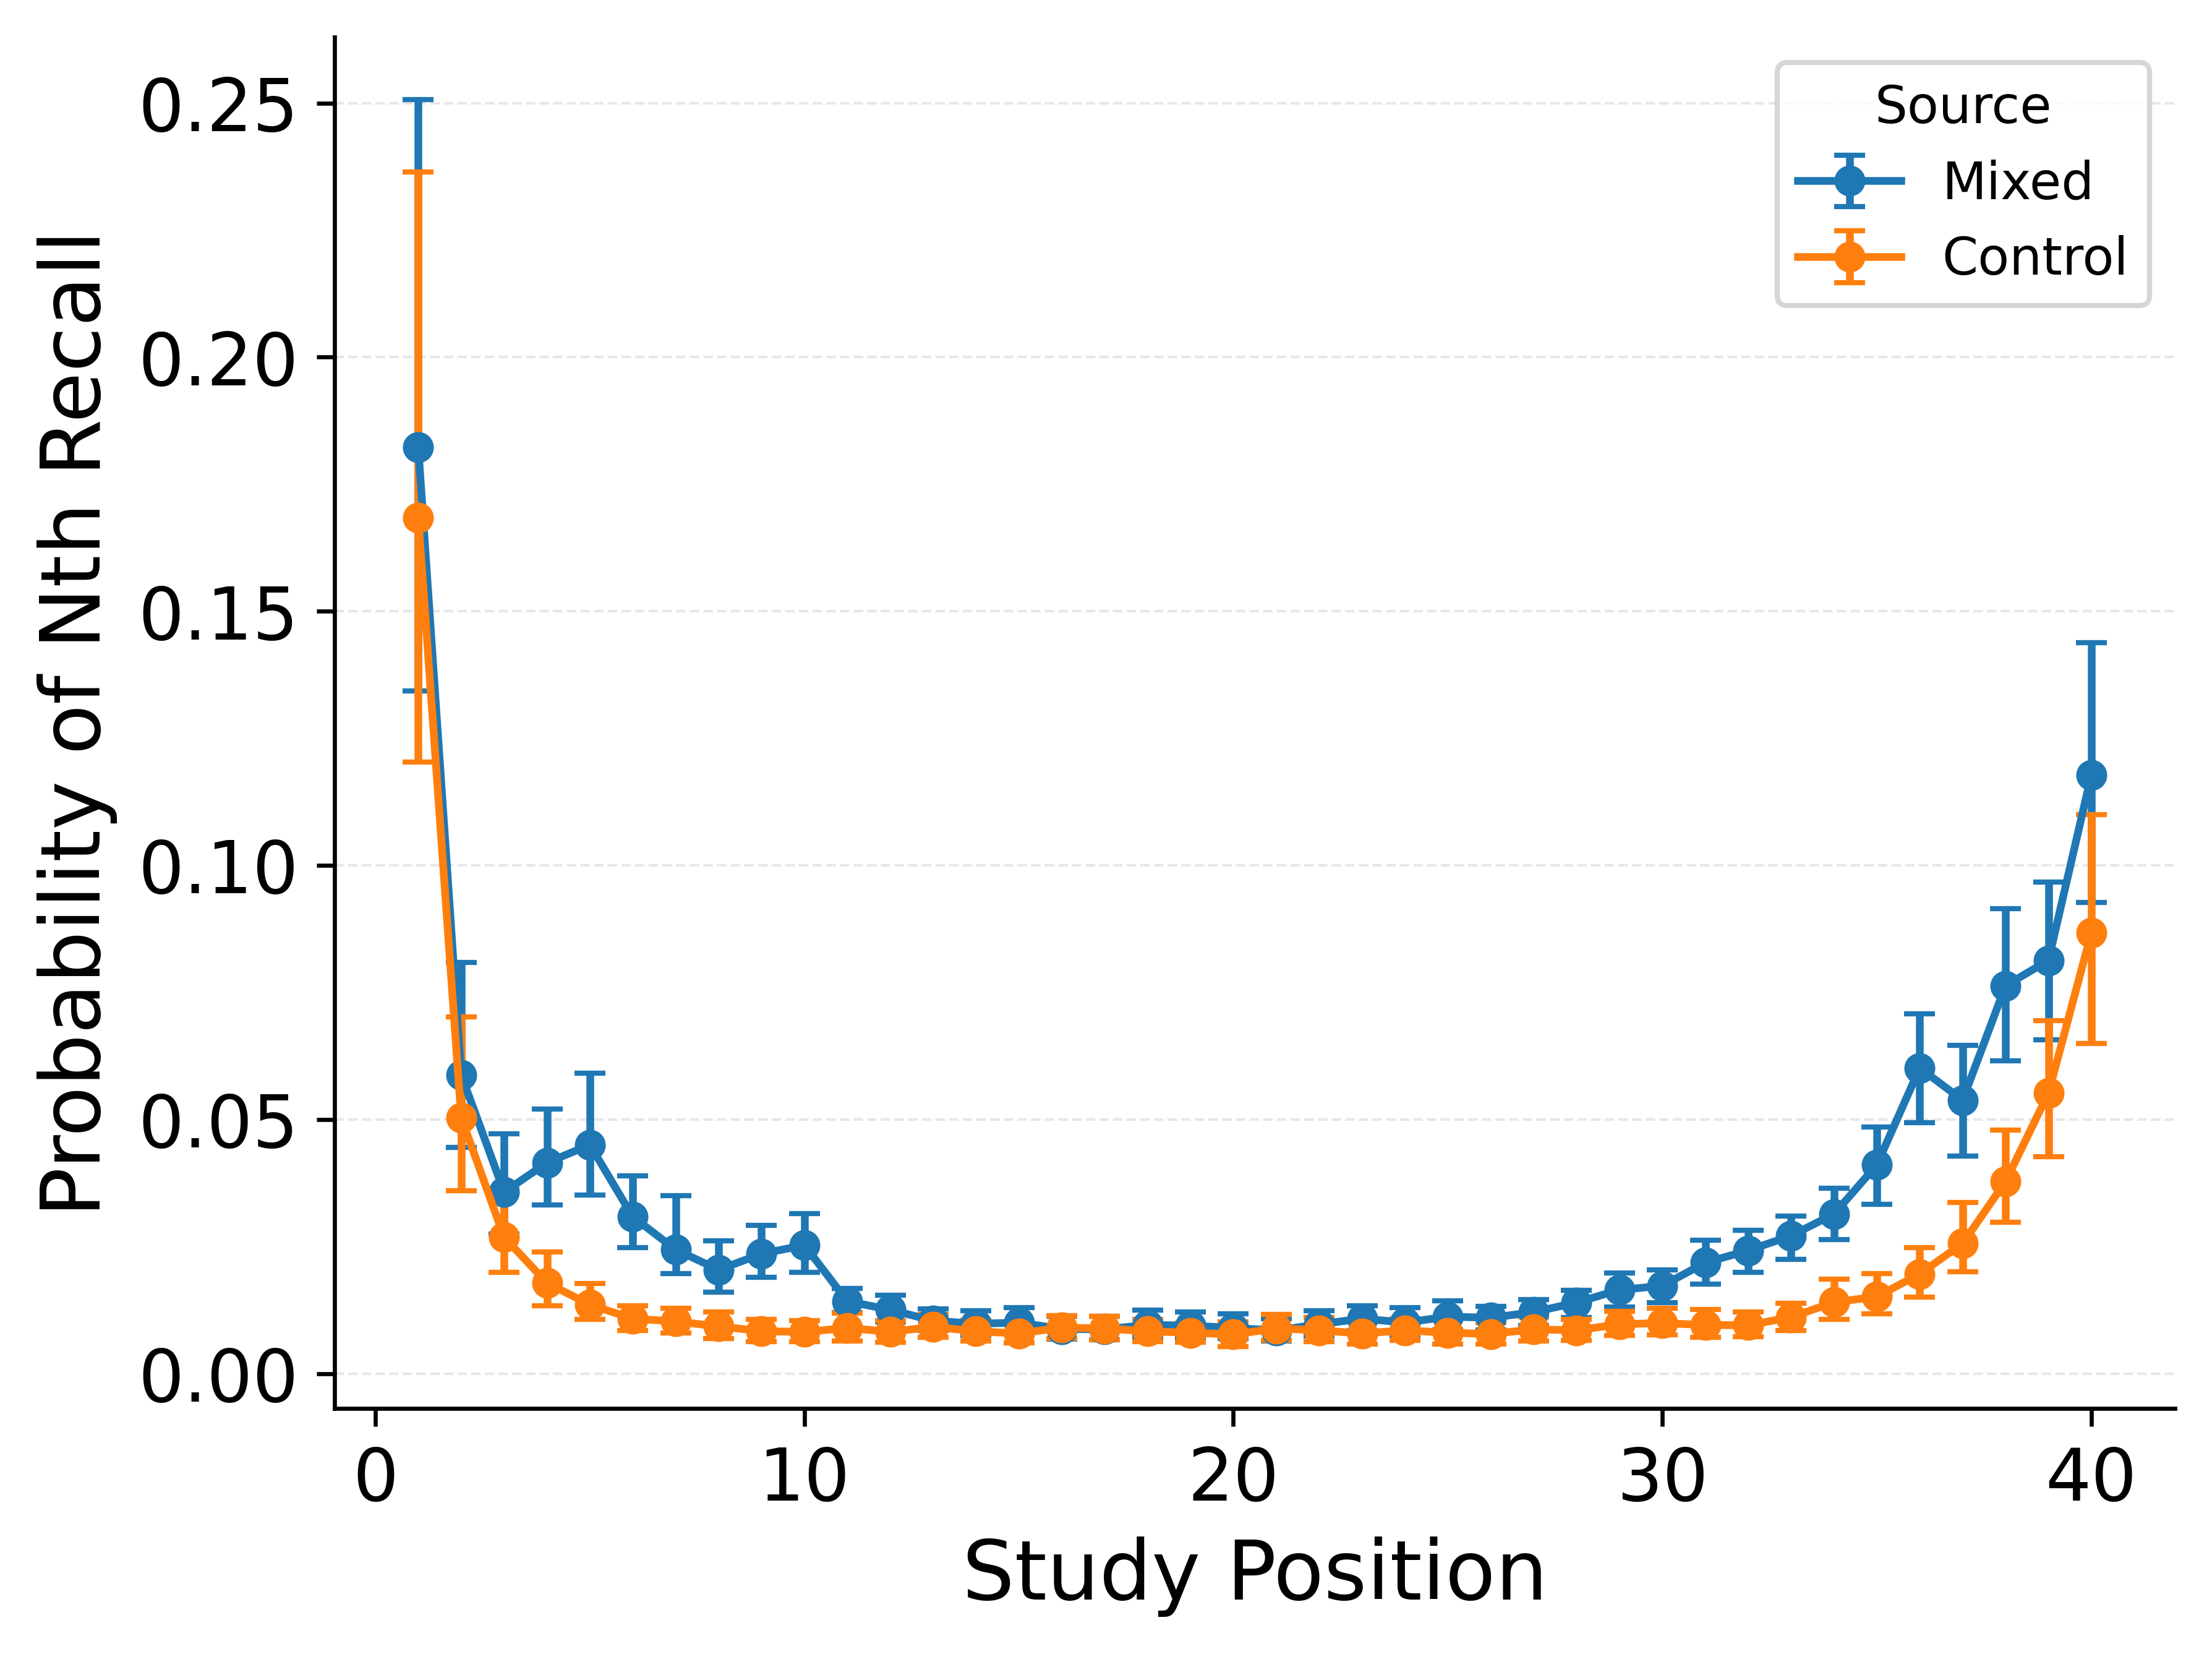 Probability of Nth Recall
0.25
0.20
0.15
0.10
0.05
0.00
Source
Mixed
Control
0 10 20 30 40
Study Position